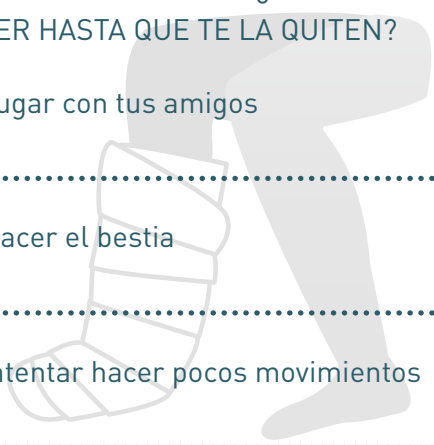 HASTA QUE TE LA QUITEN?
con tus amigos
el bestia
hacer pocos movimientos